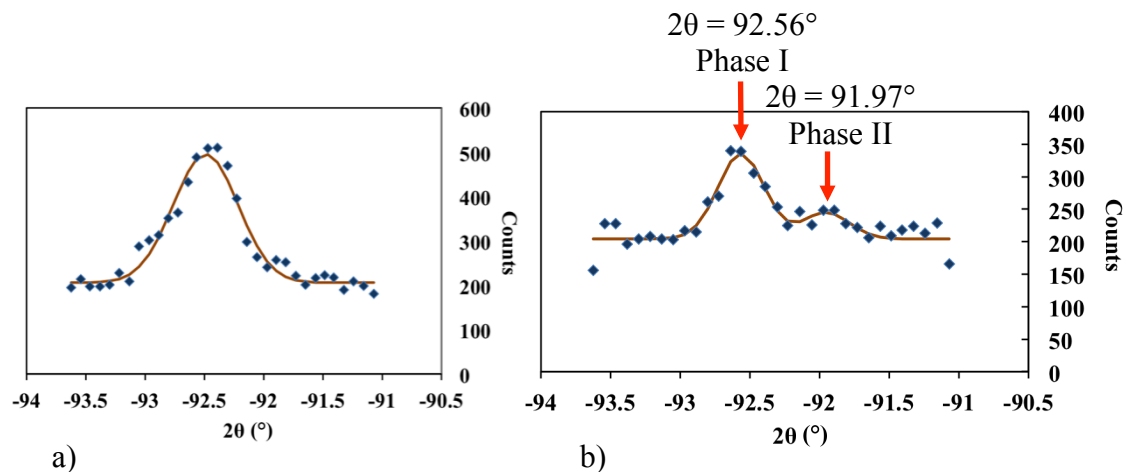 2θ = 92.56°
Phase I
2θ = 91.97°
Phase II
600
500
400
300
200
100
0
Counts
-94 -93.5 -93 -92.5 -92 -91.5 -91 -90.5
2θ (°)
a)
400
350
300
250
200
150
100
50
0
Counts
-94 -93.5 -93 -92.5 -92 -91.5 -91 -90.5
2θ (°)
b)